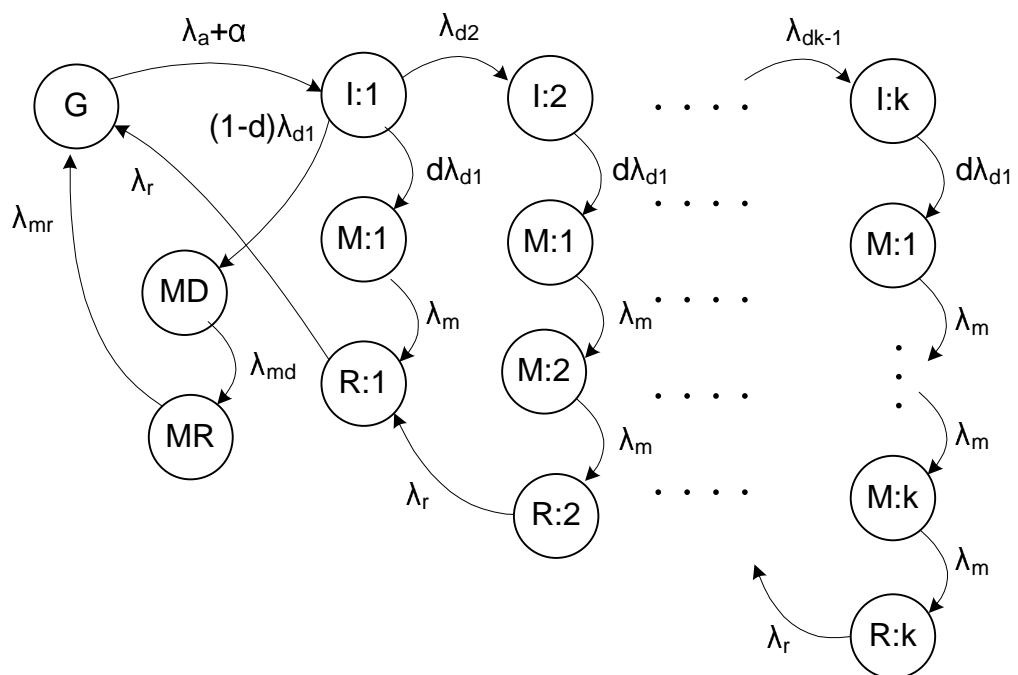 λa+α
λd2
λdk-1
G
I:1
I:2
. . . .
I:k
(1-d)λd1
λr
dλd1
dλd1
dλd1
λmr
M:1
M:1
. . . .
M:1
MD
λm
λm
. . . .
λm
λmd
R:1
M:2
. . . .
MR
λm
λm
λr
R:2
. . . .
M:k
λm
λr
R:k